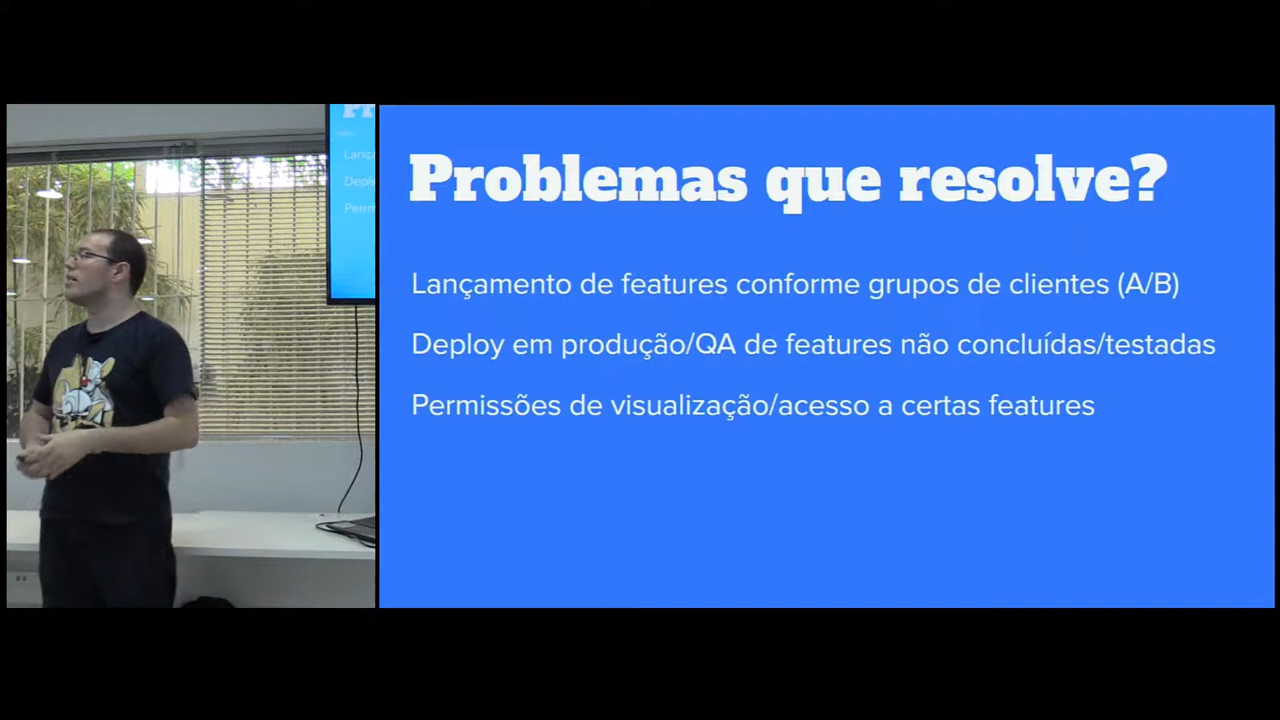 Problemas que resolve?
Lançamento de features conforme grupos de clientes (A/B)
Deploy em produção/QA de features não concluídas/testadas
Permissões de visualização/acesso a certas features